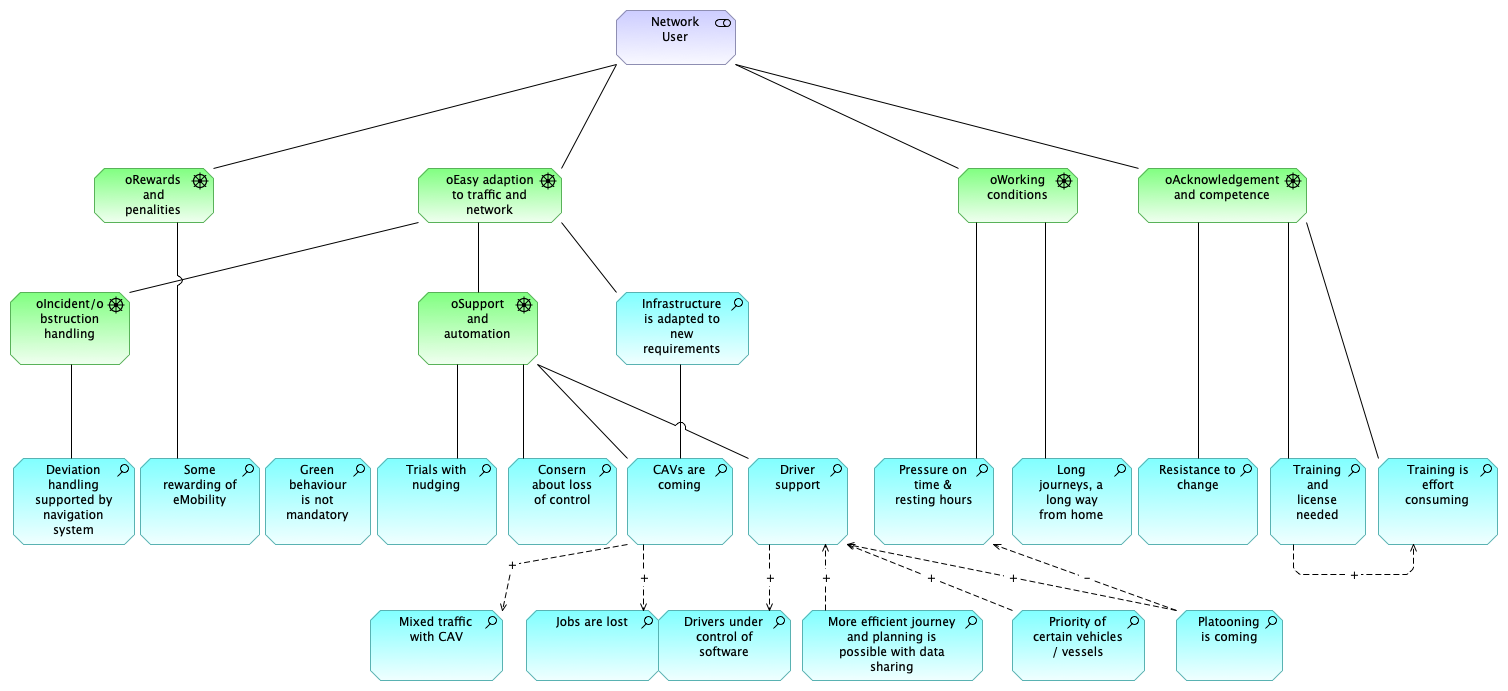 Network
User
oRewards
and
penalities
oEasy adaption
to traffic and
network
oWorking
conditions
oAcknowledgement
and competence
oIncident/o
bstruction
handling
oSupport
and
automation
Infrastructure
is adapted to
new
requirements
Deviation
handling
supported by
navigation
system
Some
rewarding of
eMobility
Green
behaviour
is not
mandatory
Trials with
nudging
Consern
about loss
of control
CAVs are
coming
Driver
support
Pressure on
time &
resting hours
Long
journeys, a
long way
from home
Resistance to
change
Training
and
license
needed
Training is
effort
consuming
+
+
+
+
+
+
-
+
Mixed traffic
with CAV
Jobs are lost
Drivers under
control of
software
More efficient journey
and planning is
possible with data
sharing
Priority of
certain vehicles
/ vessels
Platooning
is coming